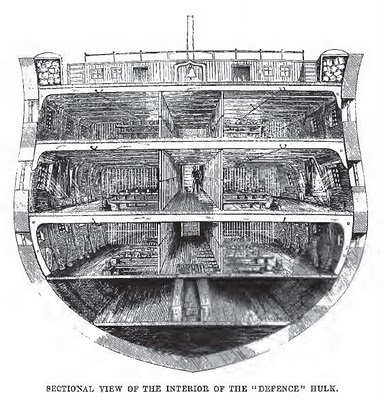 SECTIONAL VIEW OF THE INTERIOR OF THE "DEFENCE" HULK.